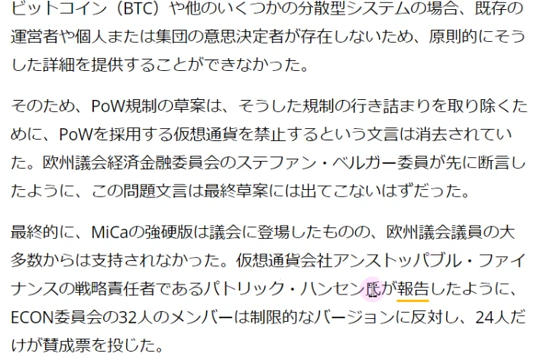 ビットコイン（BTC）や他のいくつかの分散型システムの場合、既存の
運営者や個人または集団の意思決定者が存在しないため、原則的にそう
した詳細を提供することができなかった。
そのため、PoW規制の草案は、そうした規制の行き詰まりを取り除くた
めに、PoWを採用する仮想通貨を禁止するという文言は消去されてい
た。欧州議会経済金融委員会のステファン・ベルガー委員が先に断言し
たように、この問題文言は最終草案には出てこないはずだった。
最終的に、MiCaの強硬版は議会に登場したものの、欧州議会議員の大
多数からは支持されなかった。仮想通貨会社アンストッパブル・ファイ
ナンスの戦略責任者であるパトリック・ハンセン氏が報告したように、
ECON委員会の32人のメンバーは制限的なバージョンに反対し、24人だ
けが賛成票を投じた。